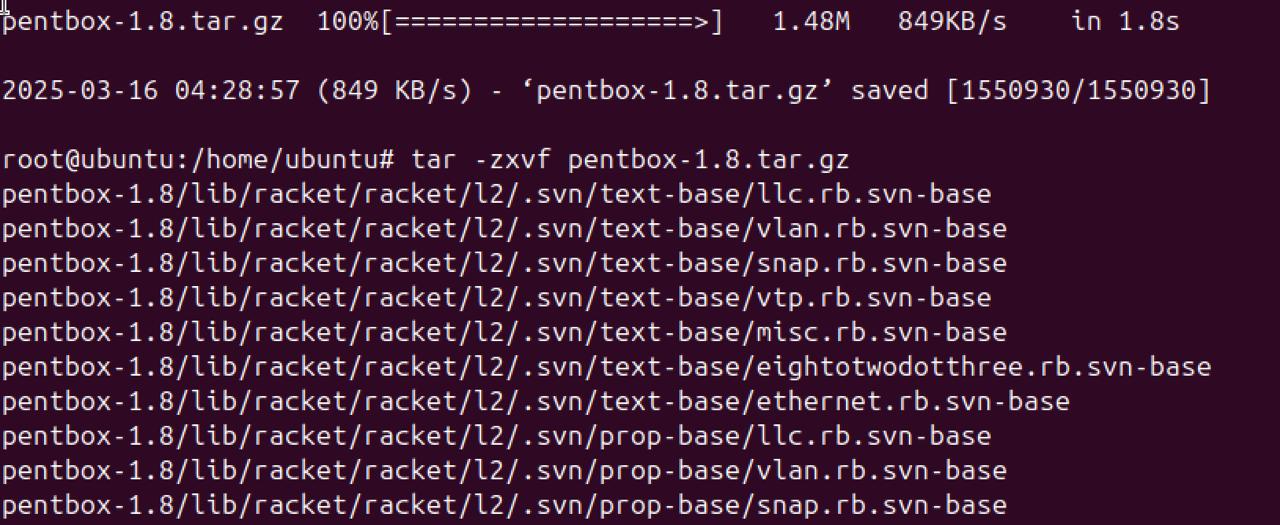 pentbox-1.8.tar.gz  100%[===================>]   1.48M   849KB/s    in 1.8s
2025-03-16 04:28:57 (849 KB/s) - ‘pentbox-1.8.tar.gz’ saved [1550930/1550930]
root@ubuntu:/home/ubuntu# tar -zxvf pentbox-1.8.tar.gz
pentbox-1.8/lib/racket/racket/l2/.svn/text-base/llc.rb.svn-base
pentbox-1.8/lib/racket/racket/l2/.svn/text-base/vlan.rb.svn-base
pentbox-1.8/lib/racket/racket/l2/.svn/text-base/snap.rb.svn-base
pentbox-1.8/lib/racket/racket/l2/.svn/text-base/vtp.rb.svn-base
pentbox-1.8/lib/racket/racket/l2/.svn/text-base/misc.rb.svn-base
pentbox-1.8/lib/racket/racket/l2/.svn/text-base/eightotwodotthree.rb.svn-base
pentbox-1.8/lib/racket/racket/l2/.svn/text-base/ethernet.rb.svn-base
pentbox-1.8/lib/racket/racket/l2/.svn/prop-base/llc.rb.svn-base
pentbox-1.8/lib/racket/racket/l2/.svn/prop-base/vlan.rb.svn-base
pentbox-1.8/lib/racket/racket/l2/.svn/prop-base/snap.rb.svn-base